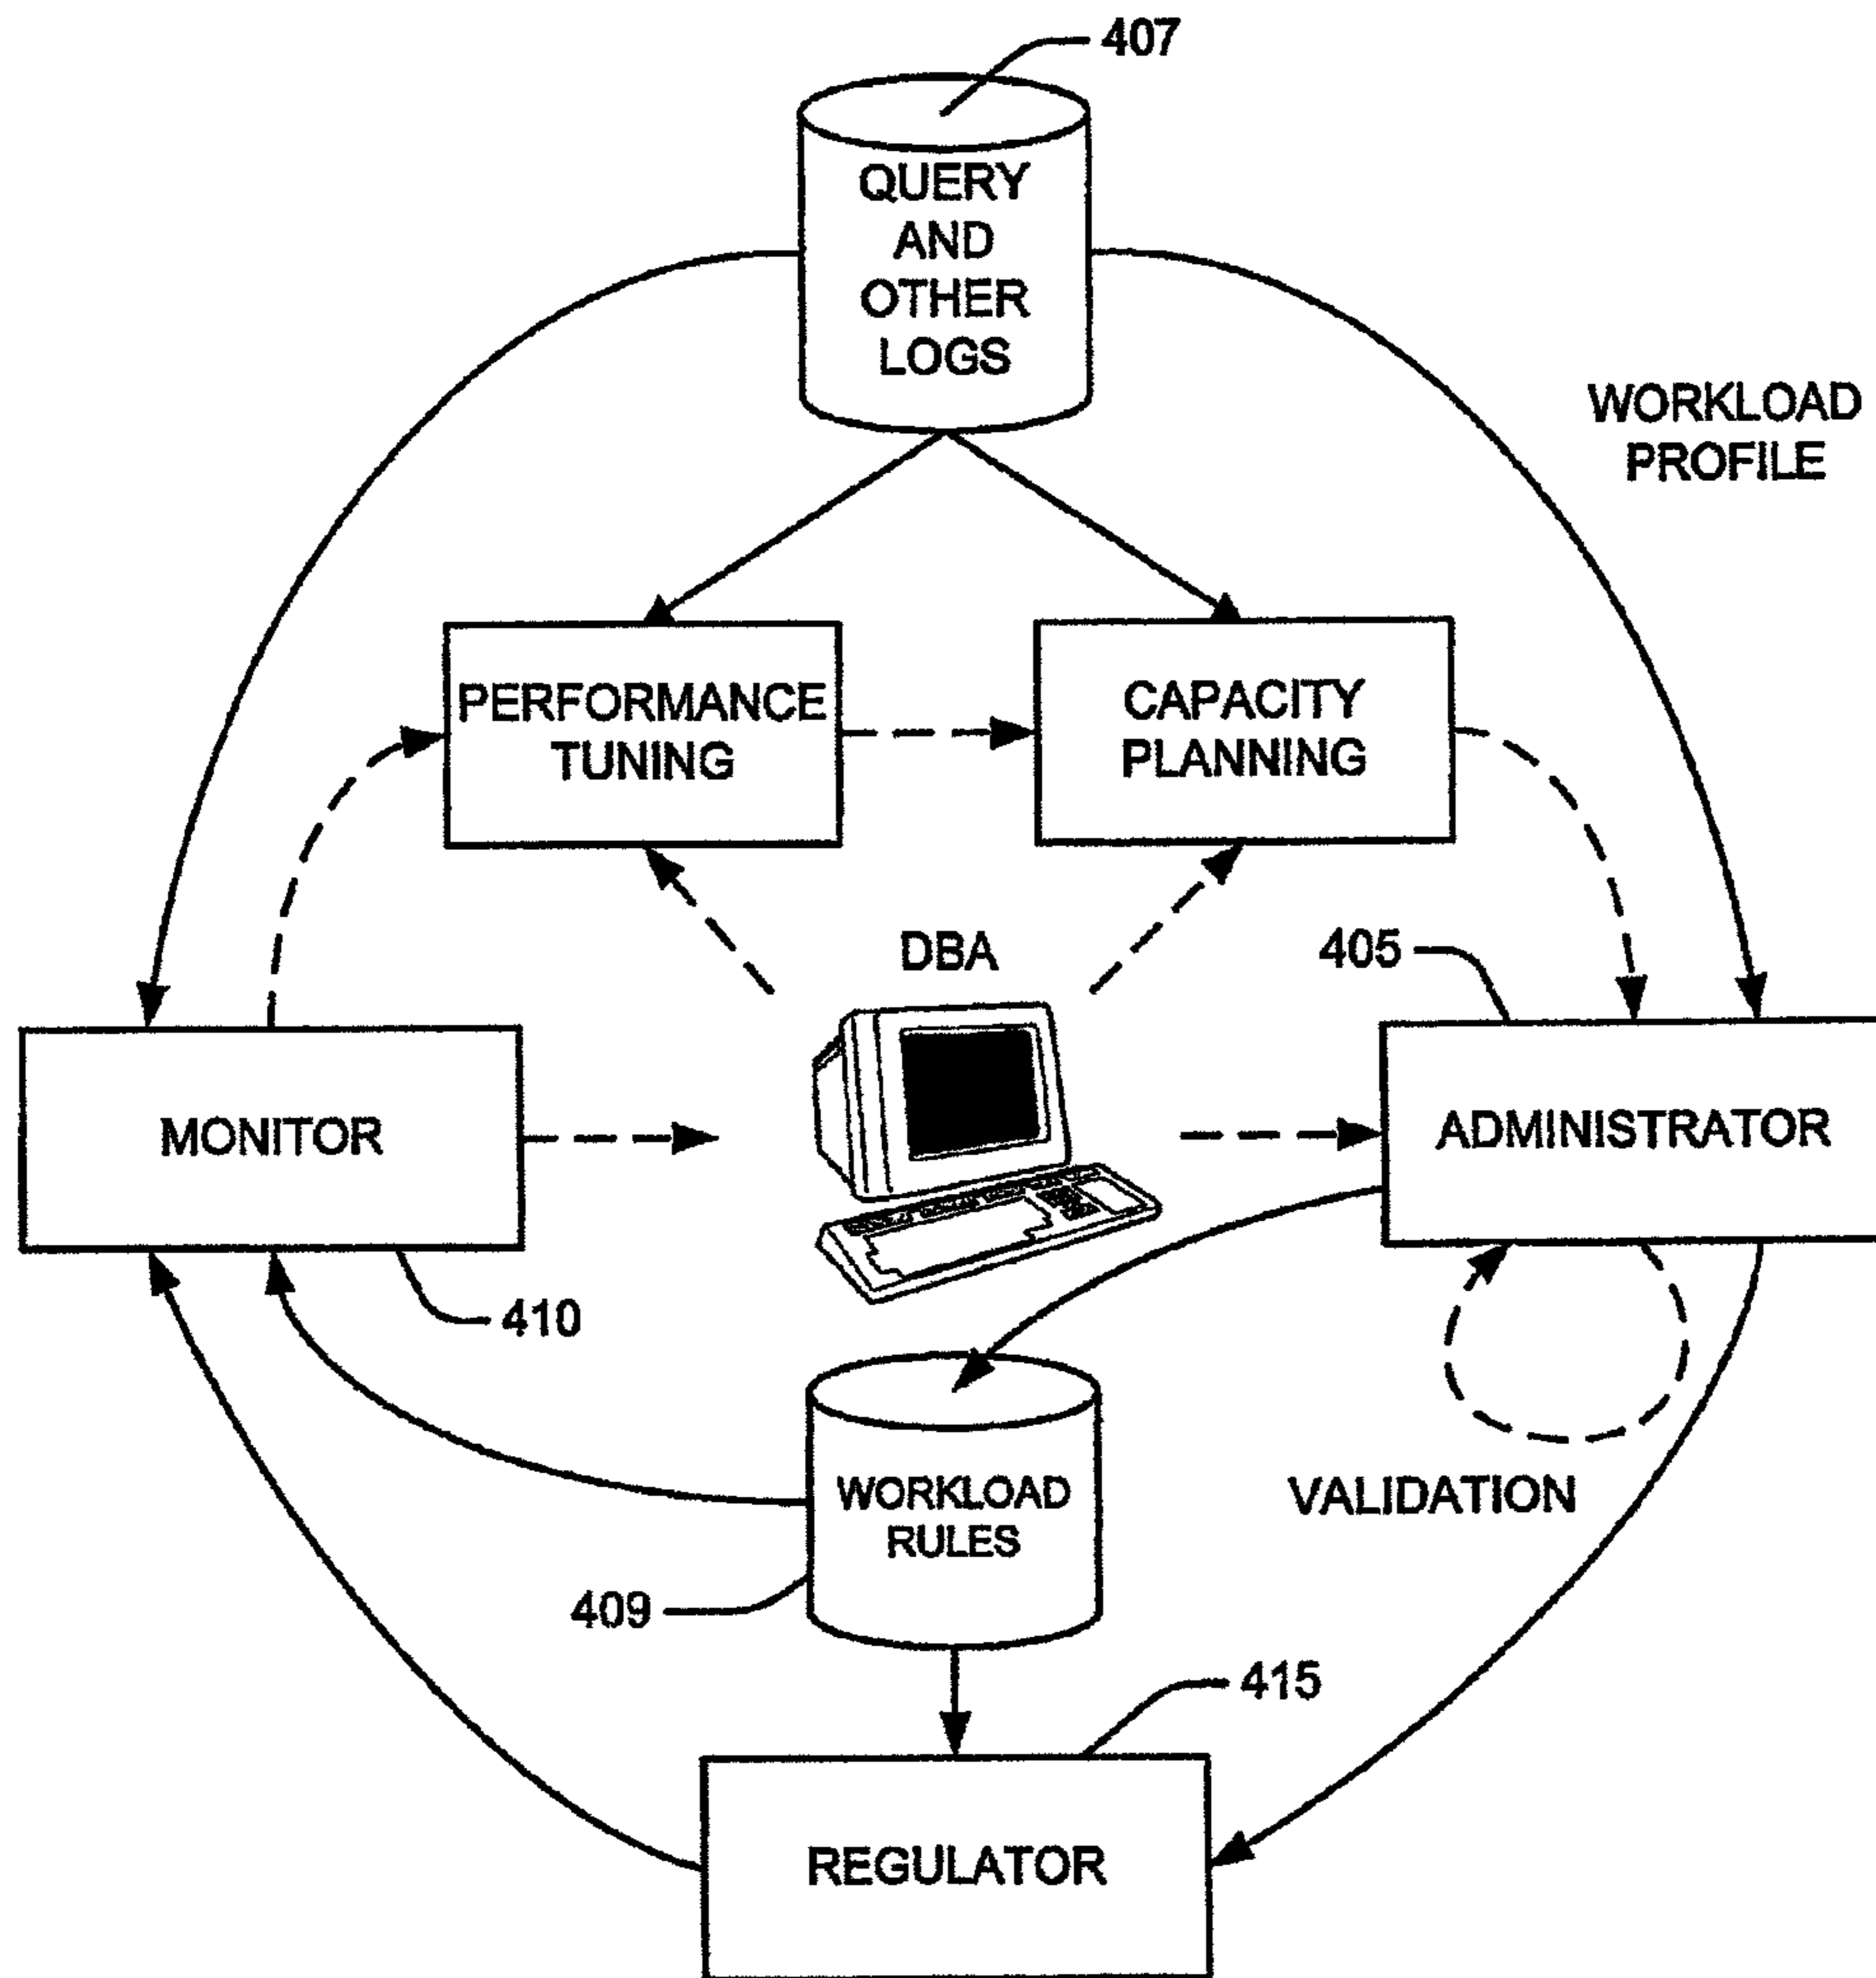 407
QUERY
AND
OTHER
LOGS
WORKLOAD
PROFILE
PERFORMANCE
TUNING
CAPACITY
PLANNING
DBA
405
MONITOR
ADMINISTRATOR
410
WORKLOAD
RULES
VALIDATION
409
415
REGULATOR